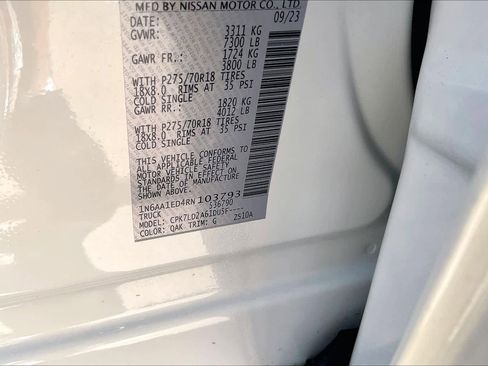 MFD BY NISSAN MOTOR CO., LTD.
DATE: 09/23
GVWR: 3311 KG
7300 LB
GAWR FR.: 1724 KG
3800 LB
WITH P275/70R18 TIRES
18X8.0 RIMS AT 35 PSI
COLD SINGLE
GAWR RR.: 1820 KG
4012 LB
WITH P275/70R18 TIRES
18X8.0 RIMS AT 35 PSI
COLD SINGLE
THIS VEHICLE CONFORMS TO
ALL APPLICABLE FEDERAL
MOTOR VEHICLE SAFETY
STANDARDS IN EFFECT ON
THE DATE OF MANUFACTURE
SHOWN ABOVE.
1N6AA1ED4RN103793
TRUCK 536790
MODEL: CPK7LD2A61DU5F----
COLOR: QAK TRIM: G 2S10A